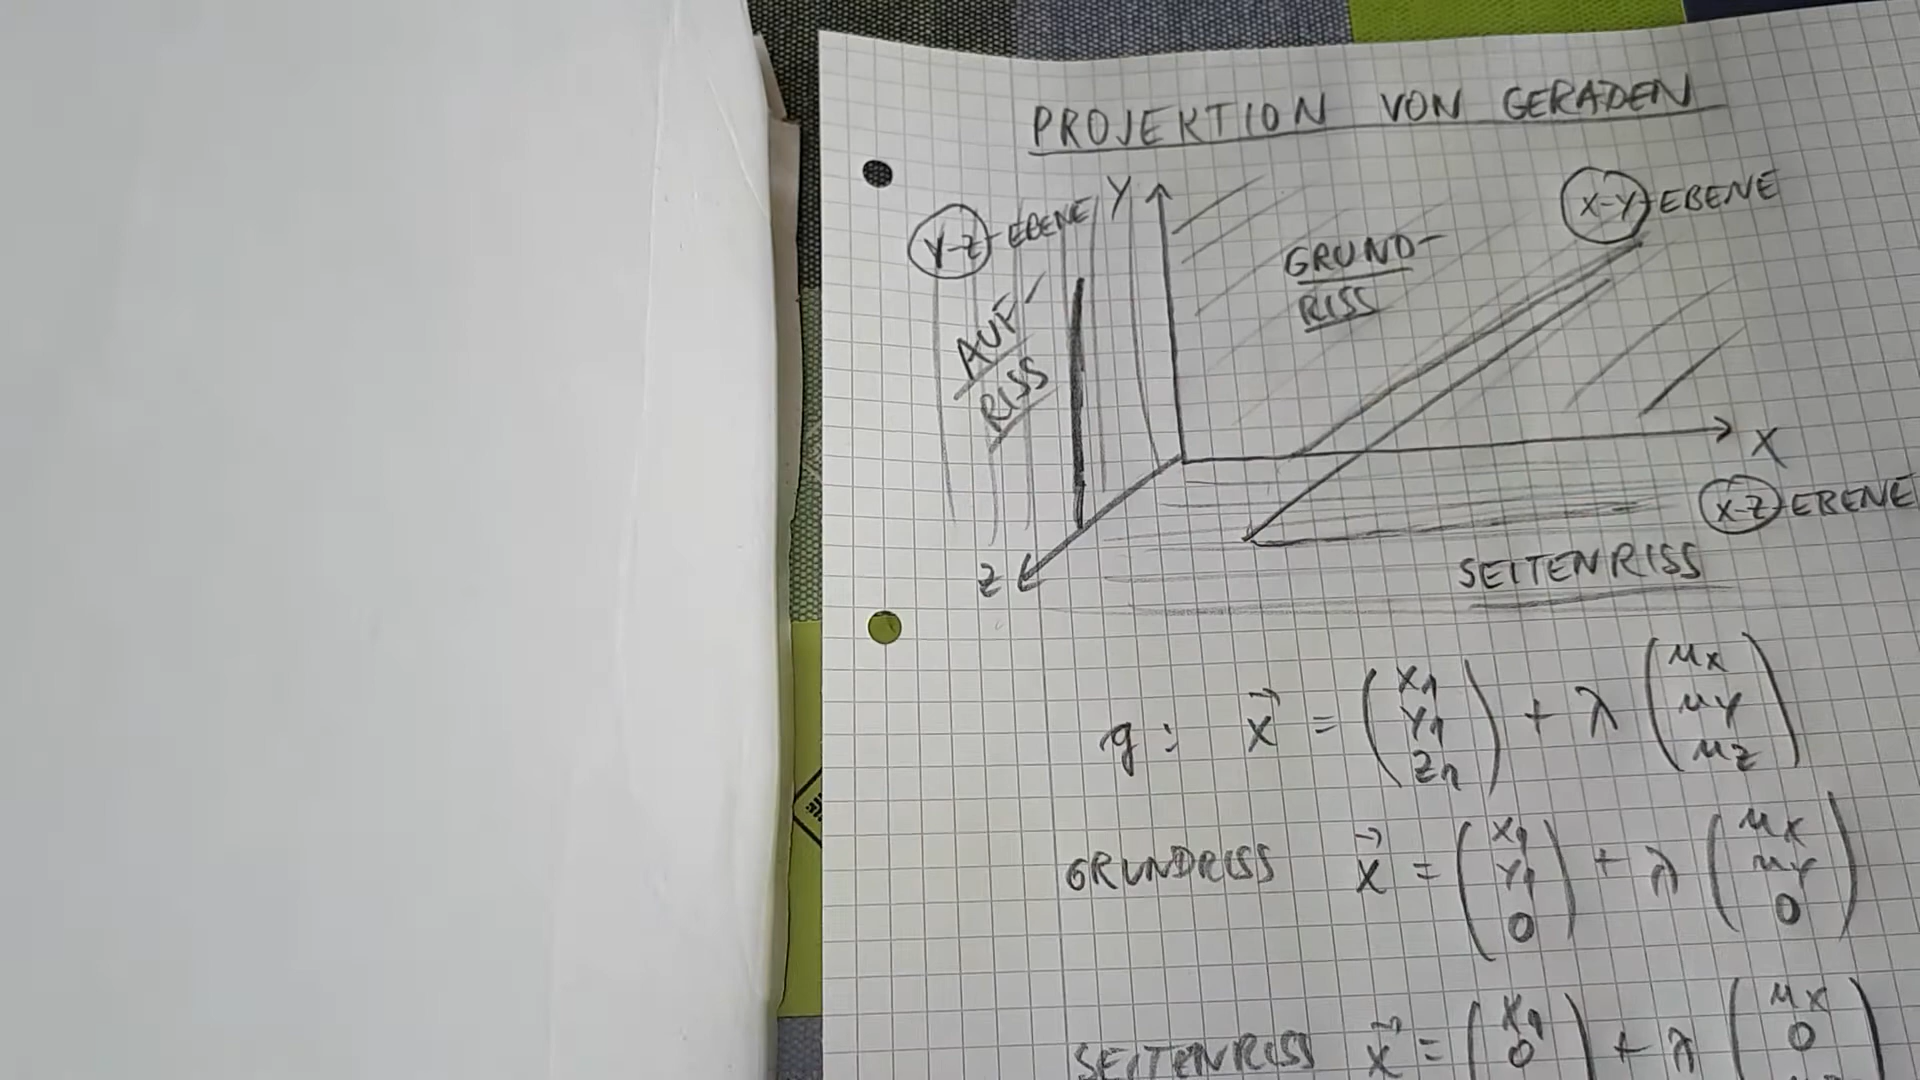 PROJEKTION VON GERADEN
Y-Z-EBENE
Y
X-Y-EBENE
AUF-
RISS
GRUND-
RISS
X
X-Z-EBENE
Z
SEITENRISS
g: x⃗ = (x₁ y₁ z₁) + λ (ux uy uz)
GRUNDRISS x⃗ = (x₁ y₁ 0) + λ (ux uy 0)
SEITENRISS x⃗ = (x₁ 0 + λ (ux 0